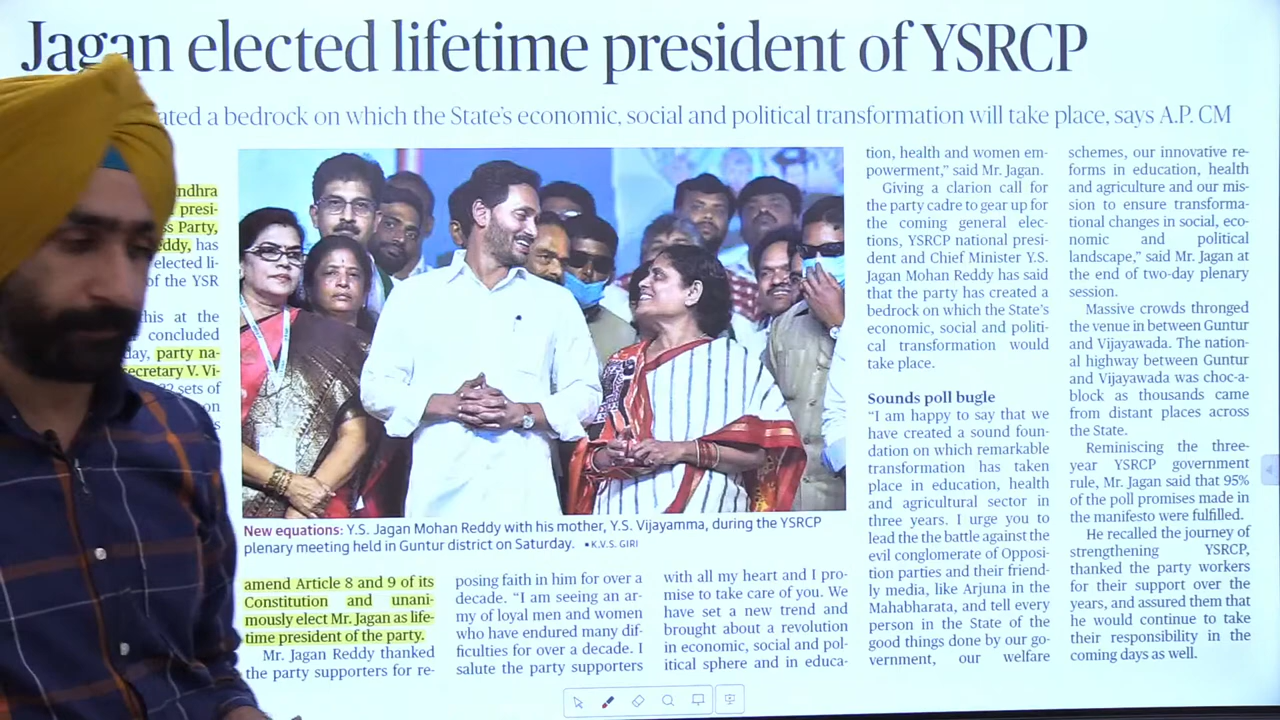 Jagan elected lifetime president of YSRCP
ated a bedrock on which the State's economic, social and political transformation will take place, says A.P. CM
ndhra
presi-
s Party,
eddy, has
elected li-
of the YSR
this at the
concluded
day, party na-
secretary V. Vi-
sets of
on
amend Article 8 and 9 of its
Constitution and unani-
mously elect Mr. Jagan as life-
time president of the party.
Mr. Jagan Reddy thanked
the party supporters for re-
New equations: Y.S. Jagan Mohan Reddy with his mother, Y.S. Vijayamma, during the YSRCP
plenary meeting held in Guntur district on Saturday. •K.V.S. GIRI
posing faith in him for over a
decade. “I am seeing an ar-
my of loyal men and women
who have endured many dif-
ficulties for over a decade. I
salute the party supporters
with all my heart and I pro-
mise to take care of you. We
have set a new trend and
brought about a revolution
in economic, social and pol-
itical sphere and in educa-
tion, health and women em-
powerment,” said Mr. Jagan.
Giving a clarion call for
the party cadre to gear up for
the coming general elec-
tions, YSRCP national presi-
dent and Chief Minister Y.S.
Jagan Mohan Reddy has said
that the party has created a
bedrock on which the State's
economic, social and politi-
cal transformation would
take place.
Sounds poll bugle
“I am happy to say that we
have created a sound foun-
dation on which remarkable
transformation has taken
place in education, health
and agricultural sector in
three years. I urge you to
lead the the battle against the
evil conglomerate of Opposi-
tion parties and their friend-
ly media, like Arjuna in the
Mahabharata, and tell every
person in the State of the
good things done by our go-
vernment, our welfare
schemes, our innovative re-
forms in education, health
and agriculture and our mis-
sion to ensure transforma-
tional changes in social, eco-
nomic and political
landscape,” said Mr. Jagan at
the end of two-day plenary
session.
Massive crowds thronged
the venue in between Guntur
and Vijayawada. The nation-
al highway between Guntur
and Vijayawada was choc-a-
block as thousands came
from distant places across
the State.
Reminiscing the three-
year YSRCP government
rule, Mr. Jagan said that 95%
of the poll promises made in
the manifesto were fulfilled.
He recalled the journey of
strengthening YSRCP,
thanked the party workers
for their support over the
years, and assured them that
he would continue to take
their responsibility in the
coming days as well.